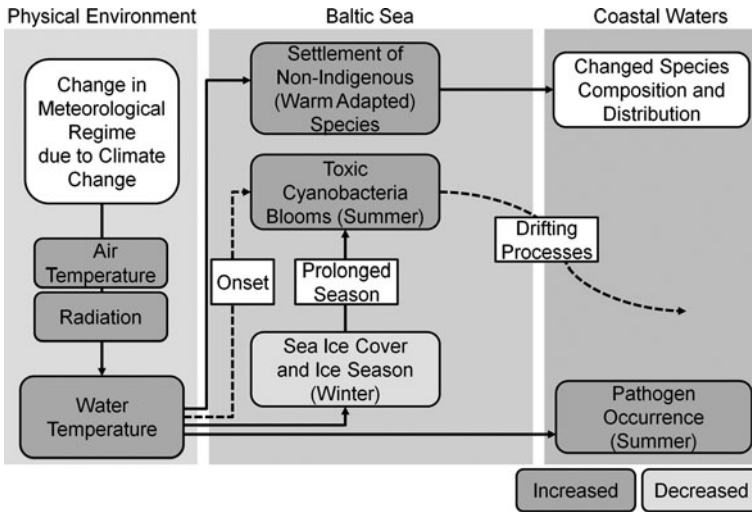 Physical Environment
Baltic Sea
Coastal Waters
Change in
Meteorological
Regime
due to Climate
Change
Settlement of
Non-Indigenous
(Warm Adapted)
Species
Changed Species
Composition and
Distribution
Toxic
Cyanobacteria
Blooms (Summer)
Air
Temperature
Onset
Prolonged
Season
Drifting
Processes
Radiation
Sea Ice Cover
and Ice Season
(Winter)
Water
Temperature
Pathogen
Occurrence
(Summer)
Increased
Decreased